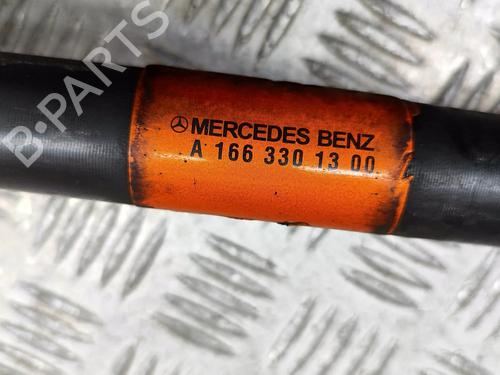 B-PARTS
MERCEDES BENZ
A 166 330 13 00